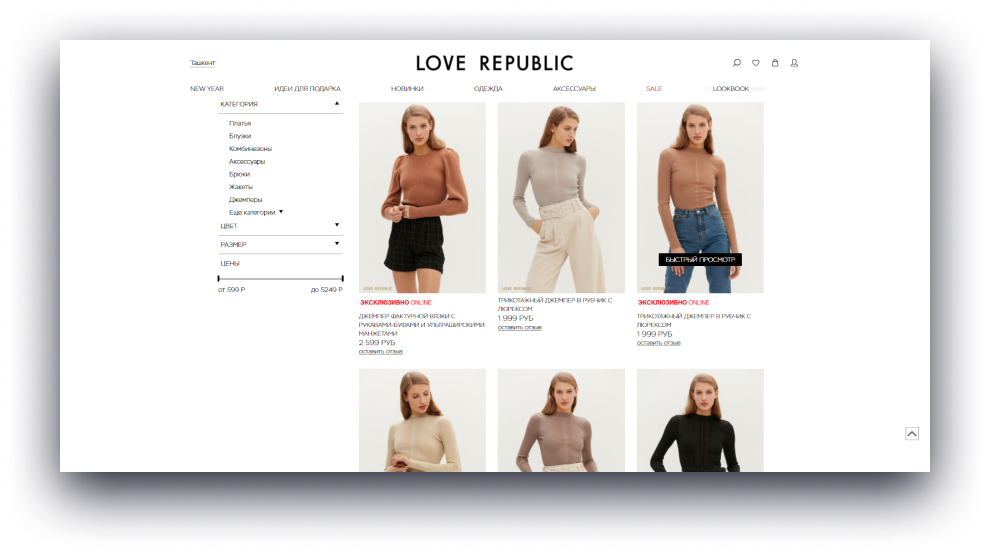 Ташкент
LOVE REPUBLIC
NEW YEAR
ИДЕИ ДЛЯ ПОДАРКА
НОВИНКИ
ОДЕЖДА
АКСЕССУАРЫ
SALE
LOOKBOOK
КАТЕГОРИЯ
Платья
Блузки
Комбинезоны
Аксессуары
Брюки
Жакеты
Джемперы
Еще категории
ЦВЕТ
РАЗМЕР
ЦЕНЫ
от 599 Р
до 5249 Р
LOVE REPUBLIC
ЭКСКЛЮЗИВНО ONLINE
ДЖЕМПЕР ФАКТУРНОЙ ВЯЗКИ С
РУКАВАМИ-БУФАМИ И УЛЬТРАШИРОКИМИ
МАНЖЕТАМИ
2 599 РУБ
оставить отзыв
LOVE REPUBLIC
ТРИКОТАЖНЫЙ ДЖЕМПЕР В РУБЧИК С
ЛЮРЕКСОМ
1 999 РУБ
оставить отзыв
БЫСТРЫЙ ПРОСМОТР
LOVE REPUBLIC
ЭКСКЛЮЗИВНО ONLINE
ТРИКОТАЖНЫЙ ДЖЕМПЕР В РУБЧИК С
ЛЮРЕКСОМ
1 999 РУБ
оставить отзыв